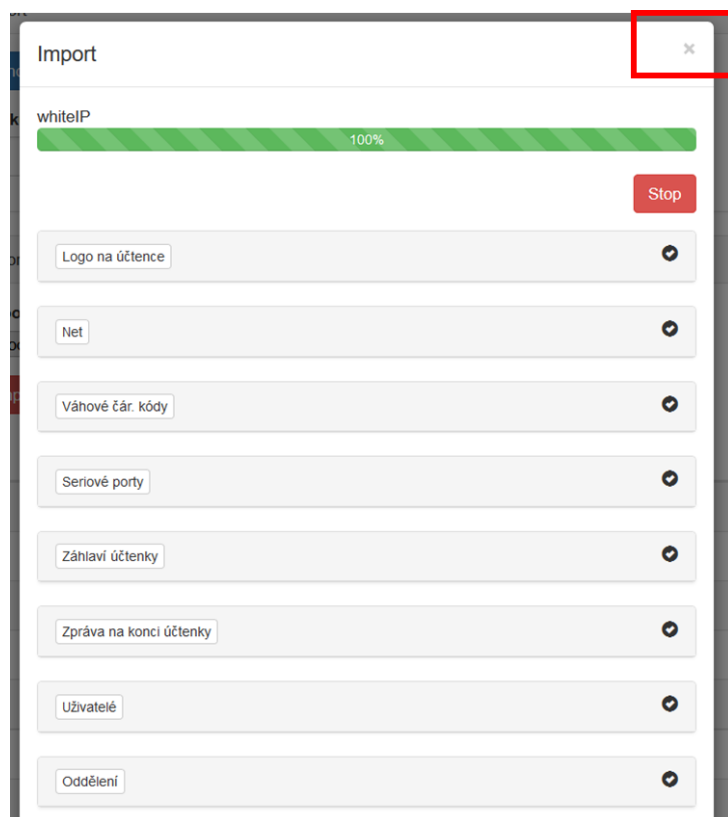 Import
×
whiteIP
100%
Stop
Logo na účtence
Net
Váhové čár. kódy
Seriové porty
Záhlaví účtenky
Zpráva na konci účtenky
Uživatelé
Oddělení